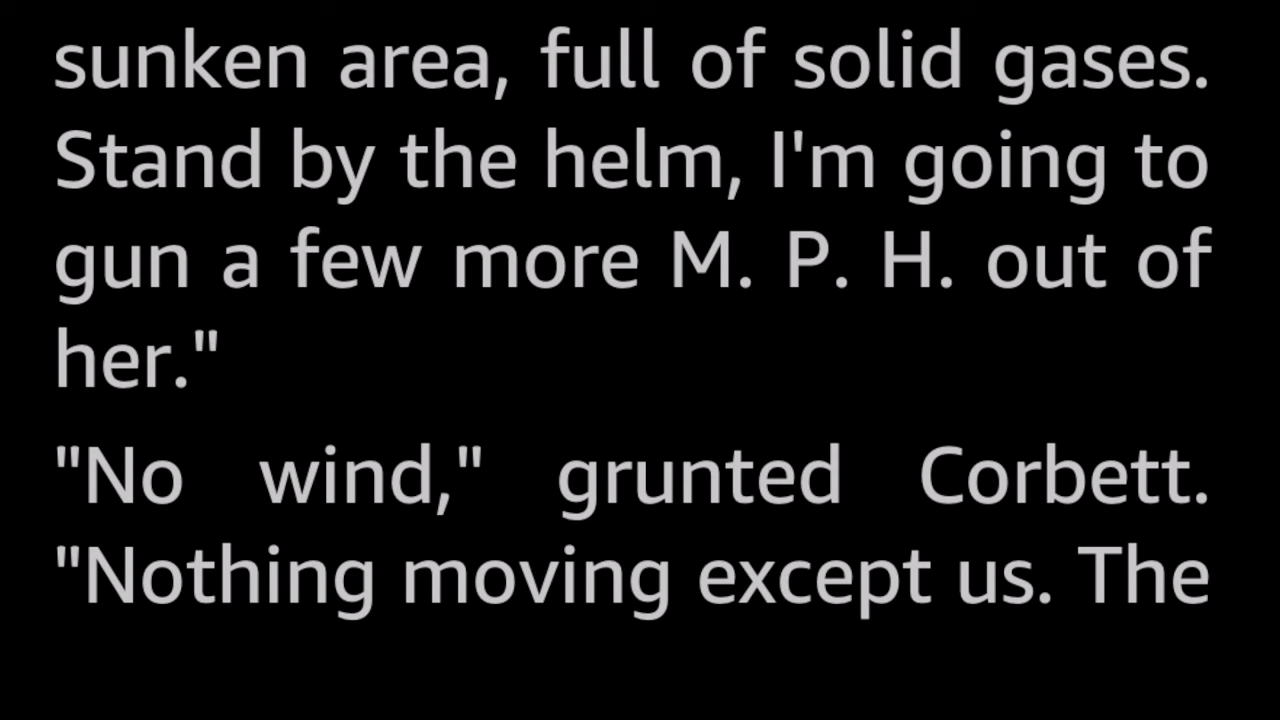 sunken area, full of solid gases.
Stand by the helm, I'm going to
gun a few more M. P. H. out of
her."
"No wind," grunted Corbett.
"Nothing moving except us. The